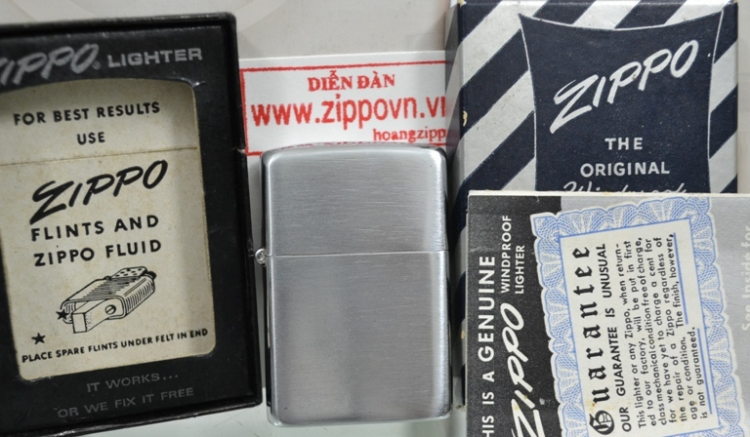 ZIPPO LIGHTER
FOR BEST RESULTS
USE
ZIPPO
FLINTS AND
ZIPPO FLUID
PLACE SPARE FLINTS UNDER FELT IN END
IT WORKS...
OR WE FIX IT FREE
DIỄN ĐÀN
www.zippovn.v
hoangzipp
ZIPPO
THE
ORIGINAL
THIS IS A GENUINE
ZIPPO
WINDPROOF
LIGHTER
Guarantee
OUR GUARANTEE IS UNUSUAL
This lighter or any Zippo, when return-
ed to our factory, will be put in first
class mechanical condition free of charge,
for we have yet to charge a cent for
the repair of a Zippo regardless of
age or condition. The finish, however,
is not guaranteed.